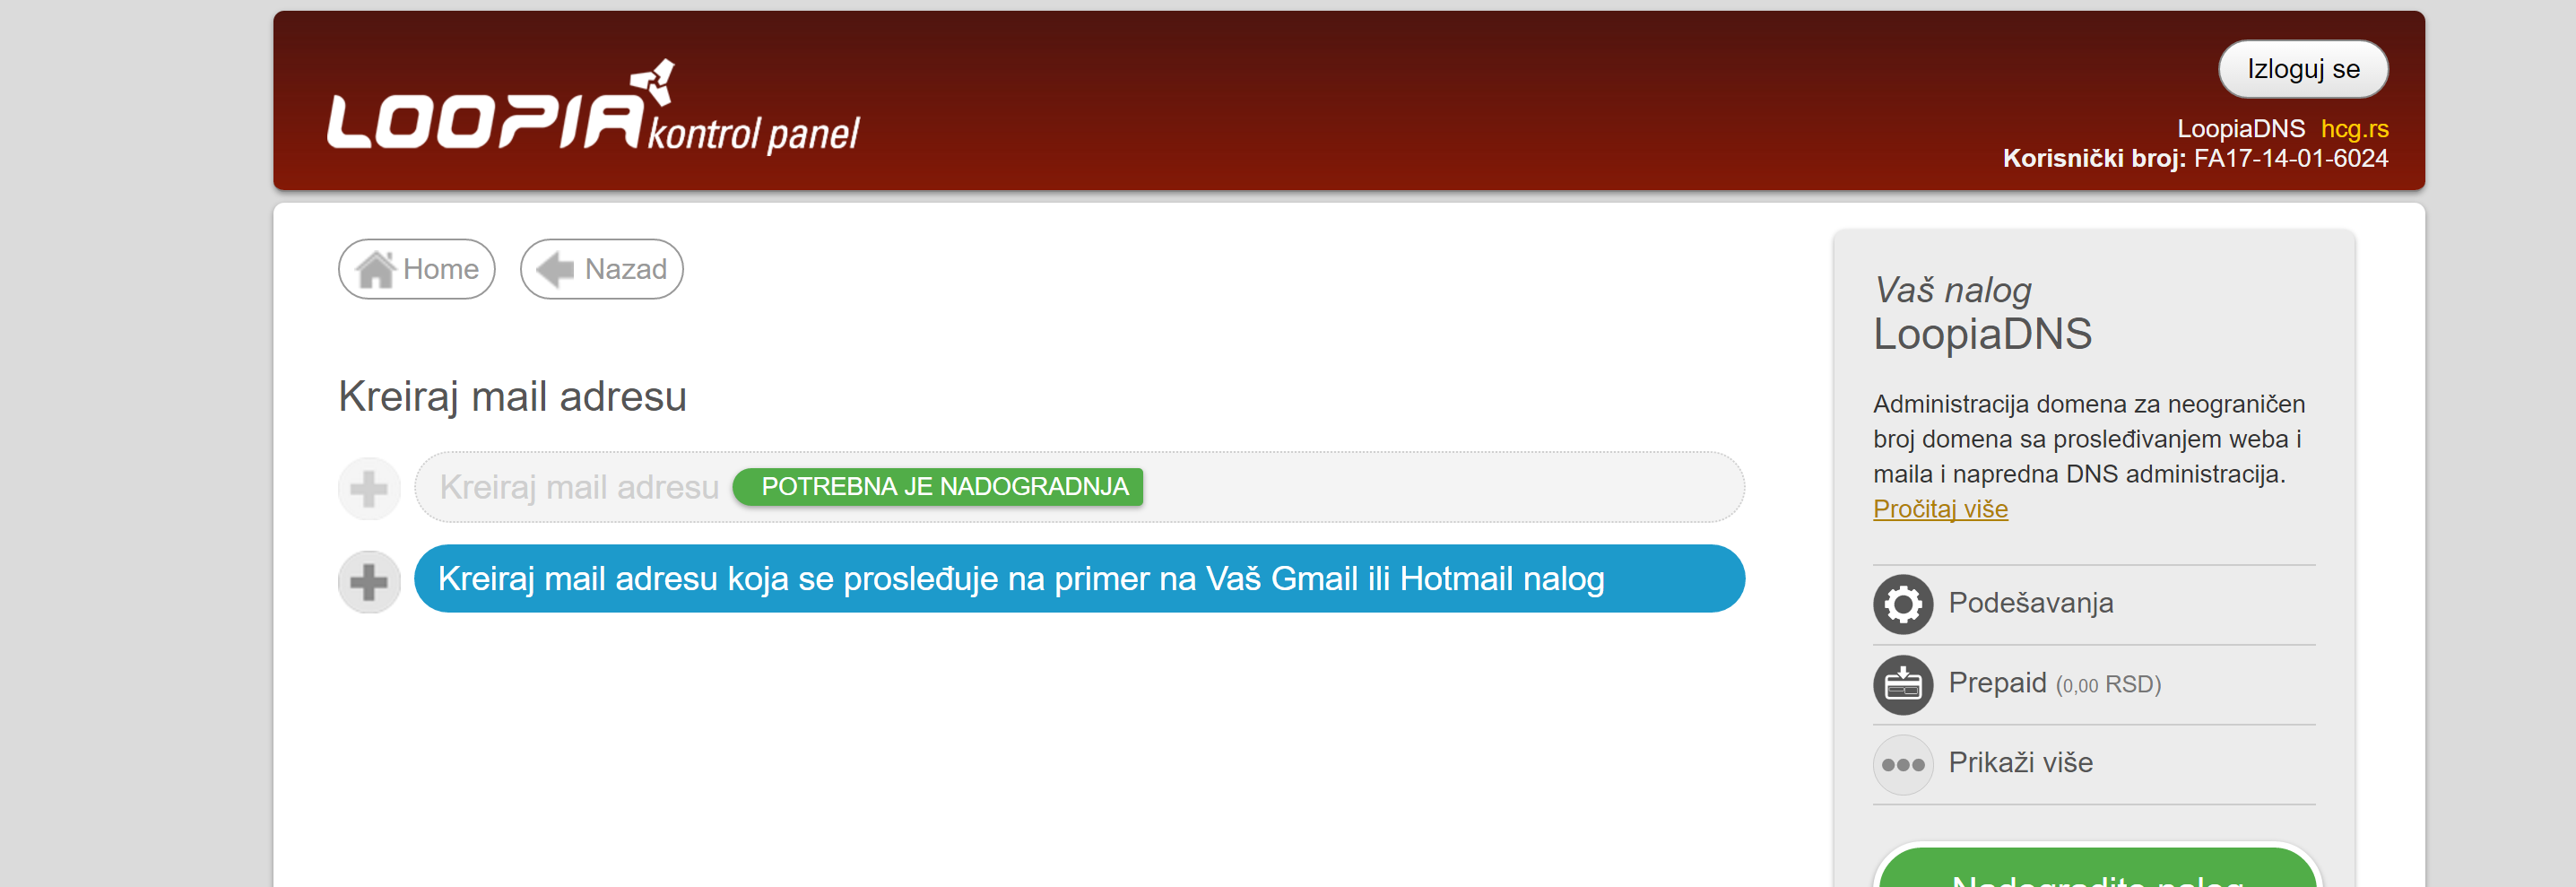 LOOPIA kontrol panel
Izloguj se
LoopiaDNS hcg.rs
Korisnički broj: FA17-14-01-6024
Home
Nazad
Kreiraj mail adresu
Kreiraj mail adresu POTREBNA JE NADOGRADNJA
Kreiraj mail adresu koja se prosleđuje na primer na Vaš Gmail ili Hotmail nalog
Vaš nalog
LoopiaDNS
Administracija domena za neograničen
broj domena sa prosleđivanjem weba i
maila i napredna DNS administracija.
Pročitaj više
Podešavanja
Prepaid (0,00 RSD)
Prikaži više
Nadogradite nalog